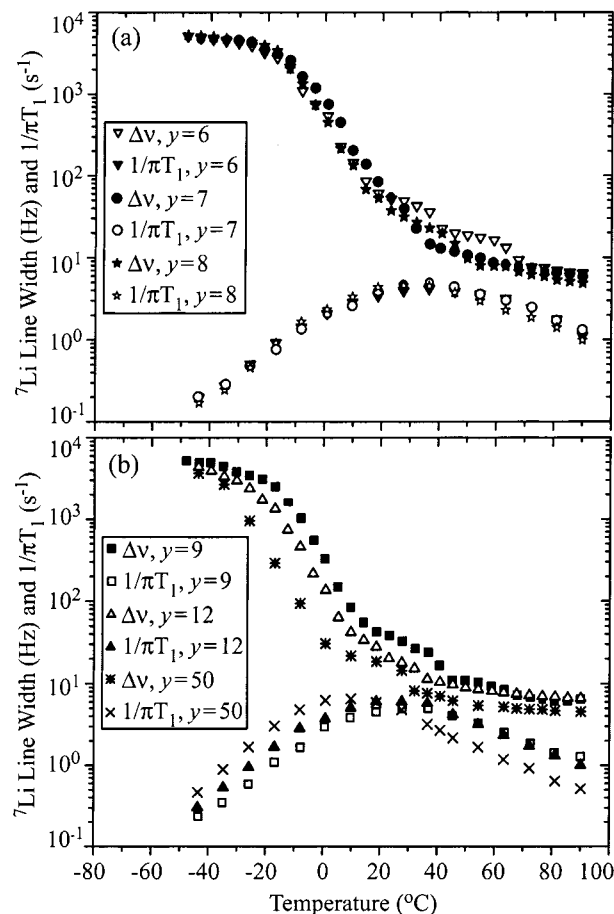 (a)
⁷Li Line Width (Hz) and 1/πT₁ (s⁻¹)
10⁴
10³
10²
10¹
10⁰
10⁻¹
Δν, y=6
1/πT₁, y=6
Δν, y=7
1/πT₁, y=7
Δν, y=8
1/πT₁, y=8
(b)
⁷Li Line Width (Hz) and 1/πT₁ (s⁻¹)
10⁴
10³
10²
10¹
10⁰
10⁻¹
Δν, y=9
1/πT₁, y=9
Δν, y=12
1/πT₁, y=12
Δν, y=50
1/πT₁, y=50
-80 -60 -40 -20 0 20 40 60 80 100
Temperature (°C)